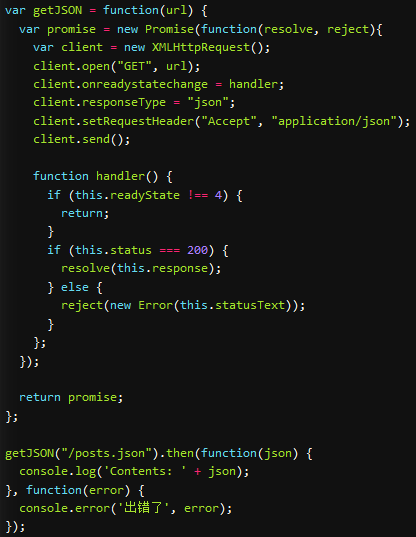 var getJSON = function(url) {
  var promise = new Promise(function(resolve, reject){
    var client = new XMLHttpRequest();
    client.open("GET", url);
    client.onreadystatechange = handler;
    client.responseType = "json";
    client.setRequestHeader("Accept", "application/json");
    client.send();

    function handler() {
      if (this.readyState !== 4) {
        return;
      }
      if (this.status === 200) {
        resolve(this.response);
      } else {
        reject(new Error(this.statusText));
      }
    };
  });

  return promise;
};

getJSON("/posts.json").then(function(json) {
  console.log('Contents: ' + json);
}, function(error) {
  console.error('出错了', error);
});